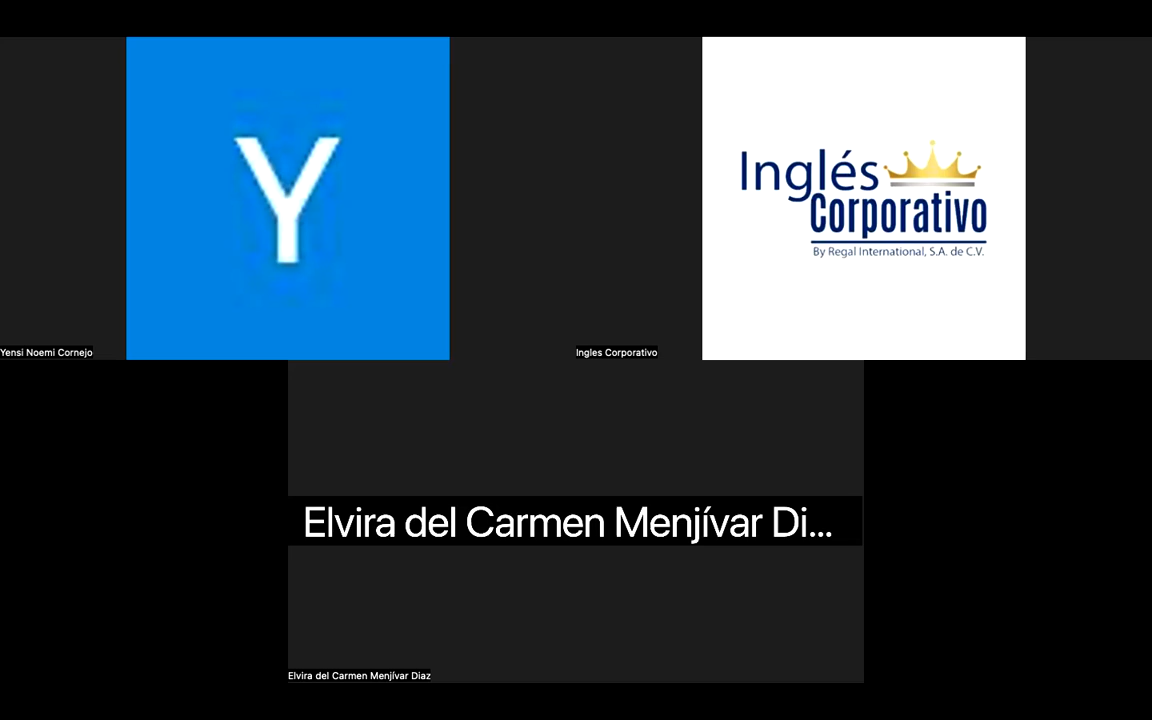 Y
Inglés
Corporativo
By Regal International, S.A. de C.V.
Yensi Noemi Cornejo
Ingles Corporativo
Elvira del Carmen Menjívar Di...
Elvira del Carmen Menjívar Diaz